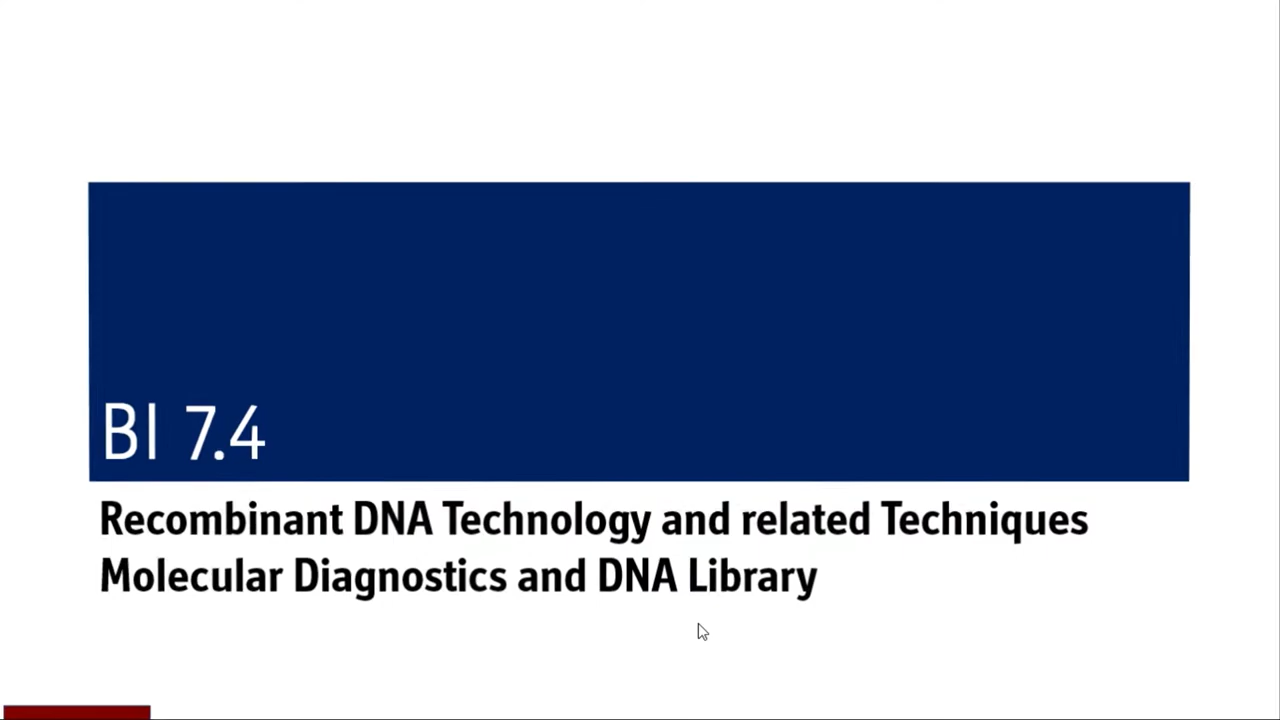 BI 7.4
Recombinant DNA Technology and related Techniques
Molecular Diagnostics and DNA Library